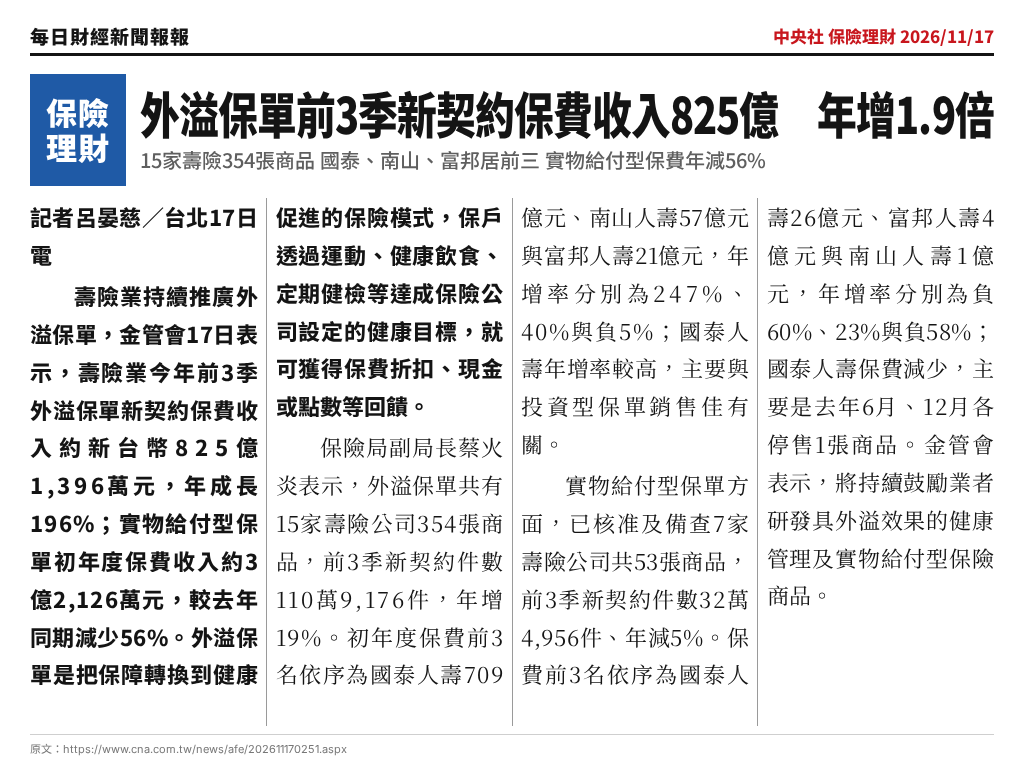 每日財經新聞報報
中央社 保險理財 2026/11/17
保險
理財
外溢保單前3季新契約保費收入825億　年增1.9倍
15家壽險354張商品 國泰、南山、富邦居前三 實物給付型保費年減56%
記者呂晏慈／台北17日
電
壽險業持續推廣外
溢保單，金管會17日表
示，壽險業今年前3季
外溢保單新契約保費收
入約新台幣825億
1,396萬元，年成長
196%；實物給付型保
單初年度保費收入約3
億2,126萬元，較去年
同期減少56%。外溢保
單是把保障轉換到健康
促進的保險模式，保戶
透過運動、健康飲食、
定期健檢等達成保險公
司設定的健康目標，就
可獲得保費折扣、現金
或點數等回饋。
保險局副局長蔡火
炎表示，外溢保單共有
15家壽險公司354張商
品，前3季新契約件數
110萬9,176件，年增
19%。初年度保費前3
名依序為國泰人壽709
億元、南山人壽57億元
與富邦人壽21億元，年
增率分別為247%、
40%與負5%；國泰人
壽年增率較高，主要與
投資型保單銷售佳有
關。
實物給付型保單方
面，已核准及備查7家
壽險公司共53張商品，
前3季新契約件數32萬
4,956件、年減5%。保
費前3名依序為國泰人
壽26億元、富邦人壽4
億元與南山人壽1億
元，年增率分別為負
60%、23%與負58%；
國泰人壽保費減少，主
要是去年6月、12月各
停售1張商品。金管會
表示，將持續鼓勵業者
研發具外溢效果的健康
管理及實物給付型保險
商品。
原文：https://www.cna.com.tw/news/afe/202611170251.aspx